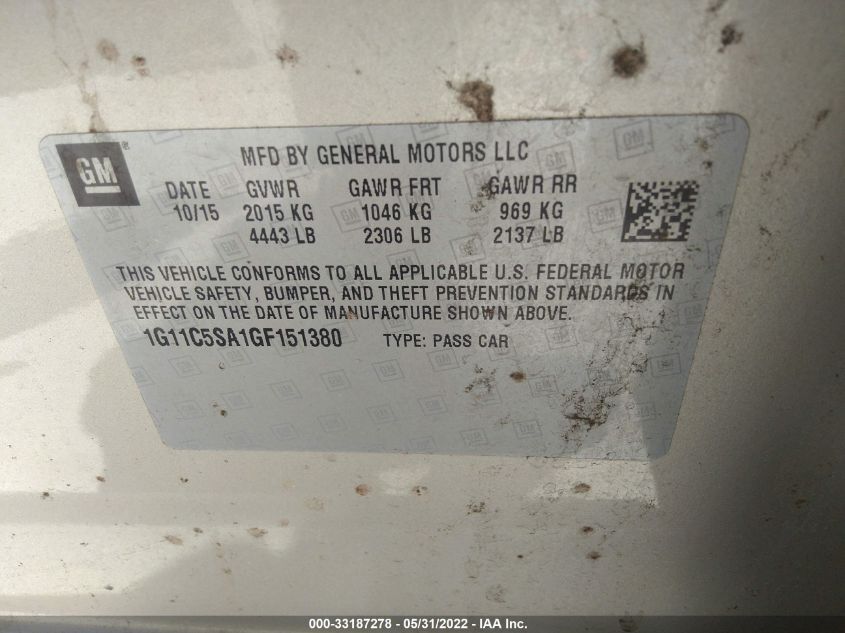 GM
MFD BY GENERAL MOTORS LLC
DATE GVWR GAWR FRT GAWR RR
10/15 2015 KG 1046 KG 969 KG
4443 LB 2306 LB 2137 LB
THIS VEHICLE CONFORMS TO ALL APPLICABLE U.S. FEDERAL MOTOR
VEHICLE SAFETY, BUMPER, AND THEFT PREVENTION STANDARDS IN
EFFECT ON THE DATE OF MANUFACTURE SHOWN ABOVE.
1G11C5SA1GF151380 TYPE: PASS CAR
000-33187278 - 05/31/2022 - IAA Inc.